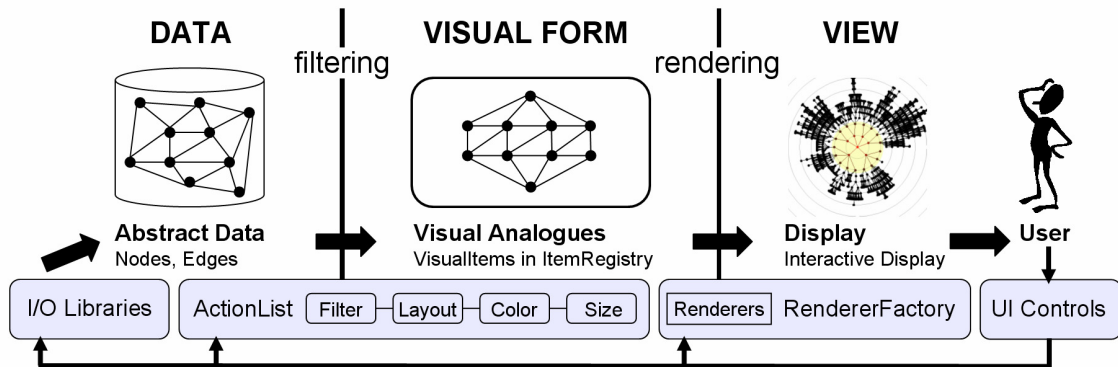 DATA
VISUAL FORM
VIEW
filtering
rendering
Abstract Data
Nodes, Edges
Visual Analogues
VisualItems in ItemRegistry
Display
Interactive Display
User
I/O Libraries
ActionList
Filter
Layout
Color
Size
Renderers
RendererFactory
UI Controls